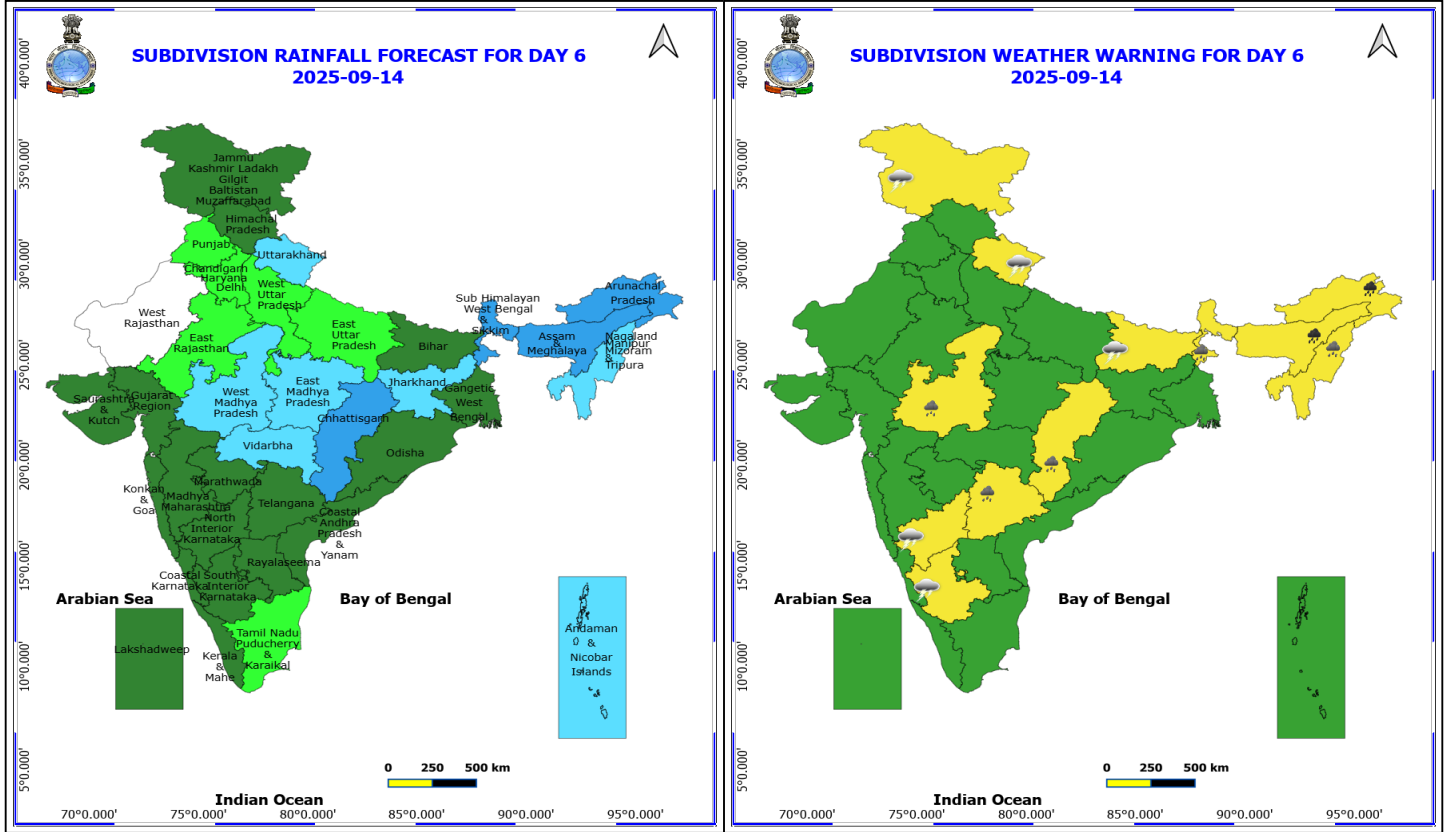 SUBDIVISION RAINFALL FORECAST FOR DAY 6
2025-09-14
40°0.000'
35°0.000'
30°0.000'
25°0.000'
20°0.000'
15°0.000'
10°0.000'
5°0.000'
Jammu
Kashmir Ladakh
Gilgit
Baltistan
Muzaffarabad
Himachal
Pradesh
Punjab
Uttarakhand
Chandigarh
Haryana
Delhi
West
Uttar
Pradesh
West
Rajasthan
East
Rajasthan
East
Uttar
Pradesh
Bihar
Sub Himalayan
West Bengal
&
Sikkim
Arunachal
Pradesh
Assam
&
Meghalaya
Nagaland
Manipur
Mizoram
&
Tripura
Saurashtra
&
Kutch
Gujarat
Region
West
Madhya
Pradesh
East
Madhya
Pradesh
Jharkhand
Gangetic
West
Bengal
Chhattisgarh
Vidarbha
Odisha
Konkan
&
Goa
Marathwada
Madhya
Maharashtra
North
Interior
Karnataka
Telangana
Coastal
Andhra
Pradesh
&
Yanam
Rayalaseema
Coastal
Karnataka
South
Interior
Karnataka
Arabian Sea
Bay of Bengal
Lakshadweep
Tamil Nadu
Puducherry
&
Karaikal
Kerala
&
Mahe
Andaman
&
Nicobar
Islands
0 250 500 km
Indian Ocean
70°0.000' 75°0.000' 80°0.000' 85°0.000' 90°0.000' 95°0.000'
SUBDIVISION WEATHER WARNING FOR DAY 6
2025-09-14
40°0.000'
35°0.000'
30°0.000'
25°0.000'
20°0.000'
15°0.000'
10°0.000'
5°0.000'
Arabian Sea
Bay of Bengal
0 250 500 km
Indian Ocean
70°0.000' 75°0.000' 80°0.000' 85°0.000' 90°0.000' 95°0.000'